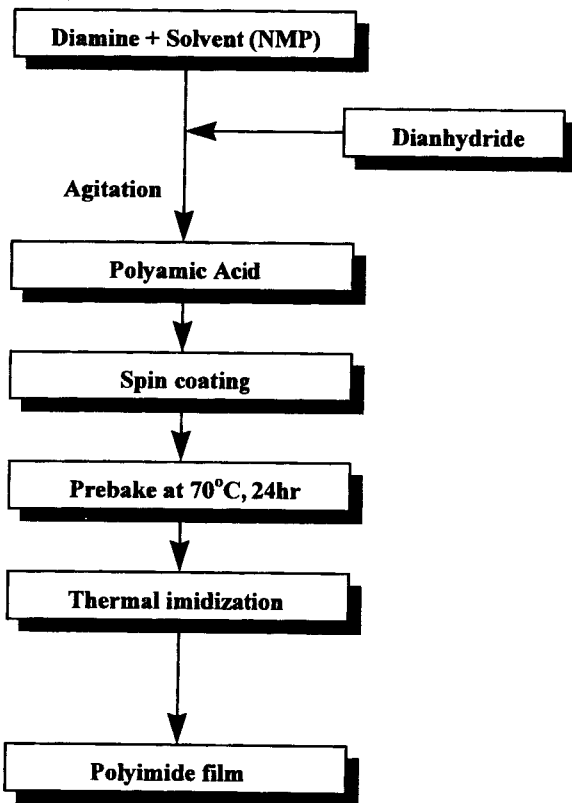 Diamine + Solvent (NMP)
Dianhydride
Agitation
Polyamic Acid
Spin coating
Prebake at 70°C, 24hr
Thermal imidization
Polyimide film